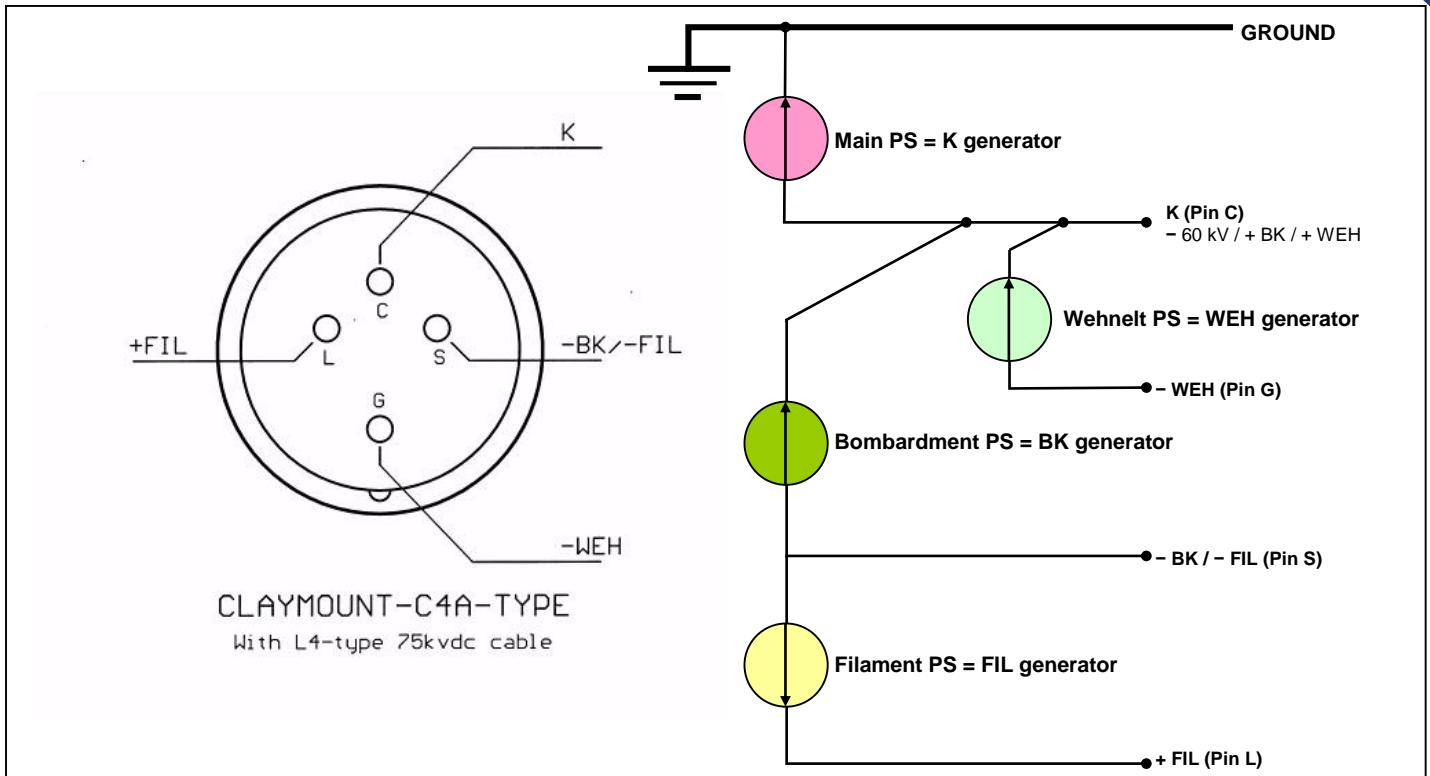 K
C
+FIL
L
S
-BK/-FIL
G
-WEH
CLAYMOUNT-C4A-TYPE
With L4-type 75kvdc cable
GROUND
Main PS = K generator
K (Pin C)
− 60 kV / + BK / + WEH
Wehnelt PS = WEH generator
− WEH (Pin G)
Bombardment PS = BK generator
− BK / − FIL (Pin S)
Filament PS = FIL generator
+ FIL (Pin L)